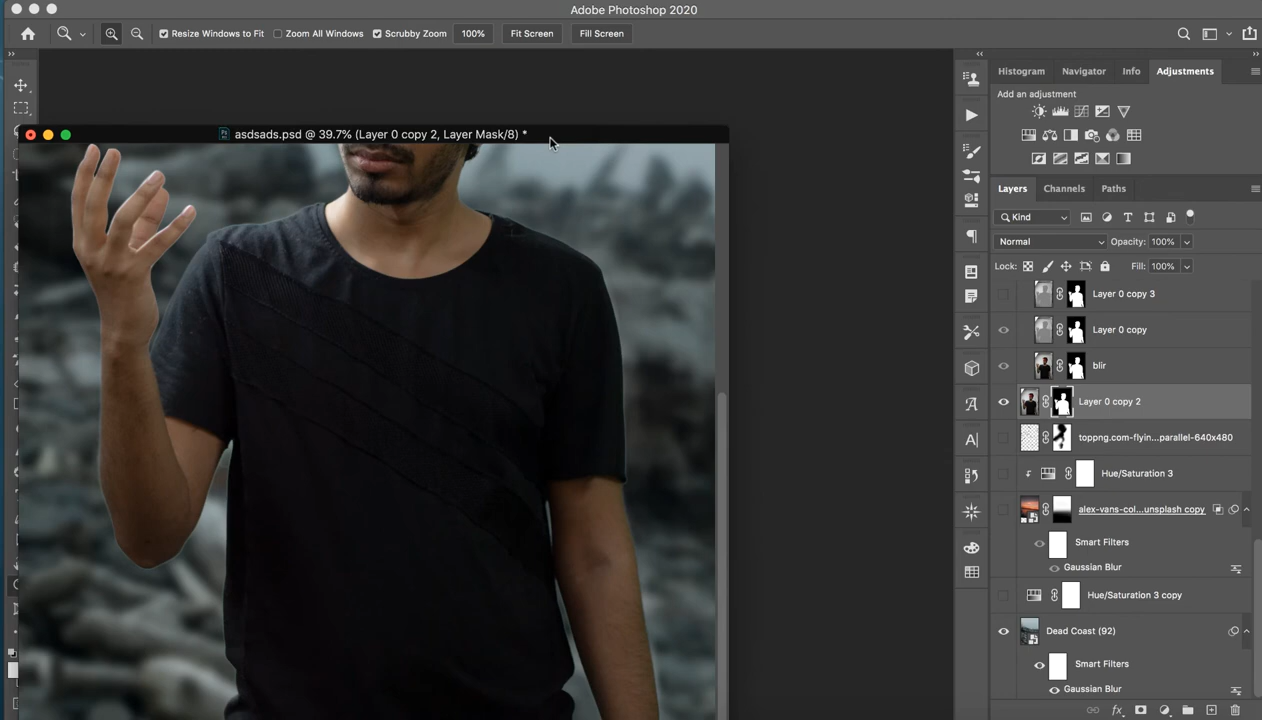 Adobe Photoshop 2020
Resize Windows to Fit
Zoom All Windows
Scrubby Zoom
100%
Fit Screen
Fill Screen
Histogram
Navigator
Info
Adjustments
Add an adjustment
asdsads.psd @ 39.7% (Layer 0 copy 2, Layer Mask/8) *
Layers
Channels
Paths
Kind
Normal
Opacity: 100%
Lock:
Fill: 100%
Layer 0 copy 3
Layer 0 copy
blir
Layer 0 copy 2
toppng.com-flyin...parallel-640x480
Hue/Saturation 3
alex-vans-col...unsplash copy
Smart Filters
Gaussian Blur
Hue/Saturation 3 copy
Dead Coast (92)
Smart Filters
Gaussian Blur